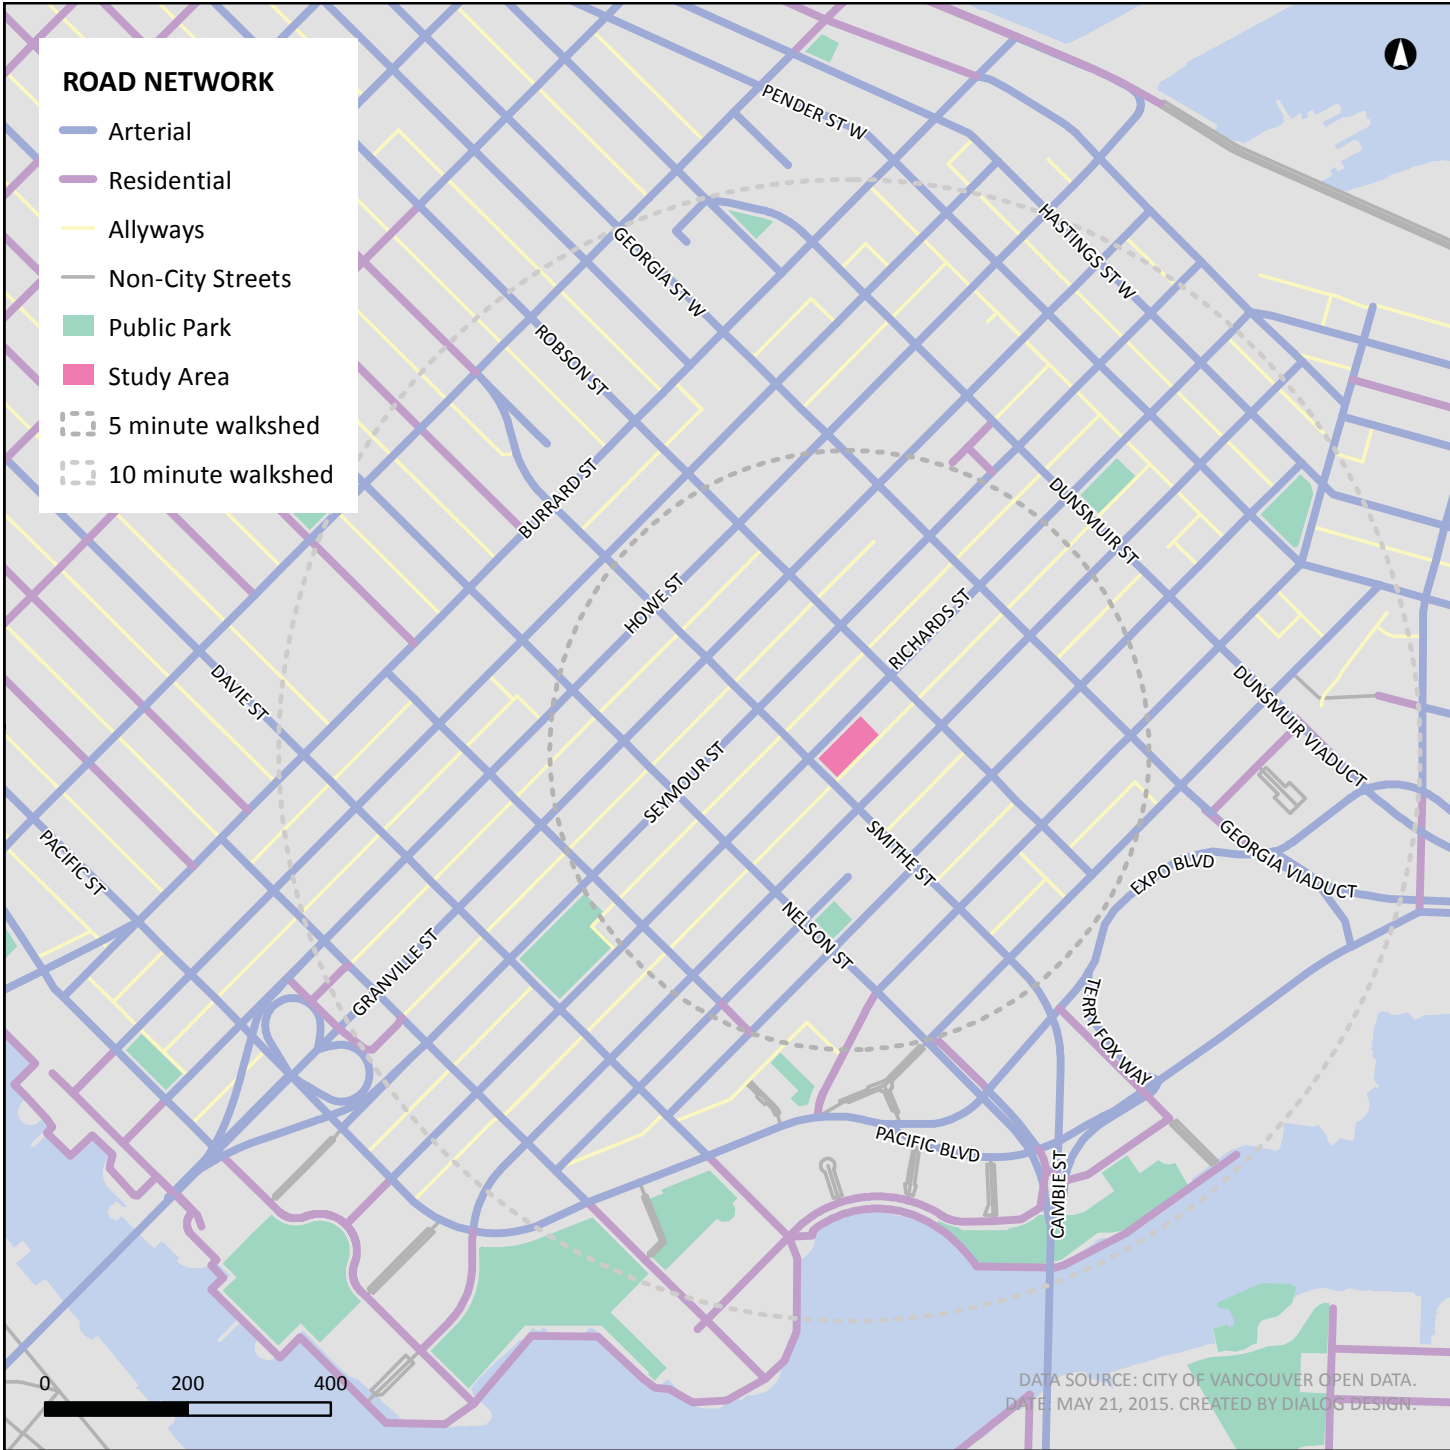 ROAD NETWORK
Arterial
Residential
Allyways
Non-City Streets
Public Park
Study Area
5 minute walkshed
10 minute walkshed
PENDER ST W
HASTINGS ST W
GEORGIA ST W
ROBSON ST
BURRARD ST
DUNSMUIR ST
HOWE ST
RICHARDS ST
DAVIE ST
DUNSMUIR VIADUCT
SEYMOUR ST
PACIFIC ST
SMITHE ST
GEORGIA VIADUCT
EXPO BLVD
NELSON ST
GRANVILLE ST
TERRY FOX WAY
PACIFIC BLVD
CAMBIE ST
0 200 400
DATA SOURCE: CITY OF VANCOUVER OPEN DATA.
DATE: MAY 21, 2015. CREATED BY DIALOG DESIGN.